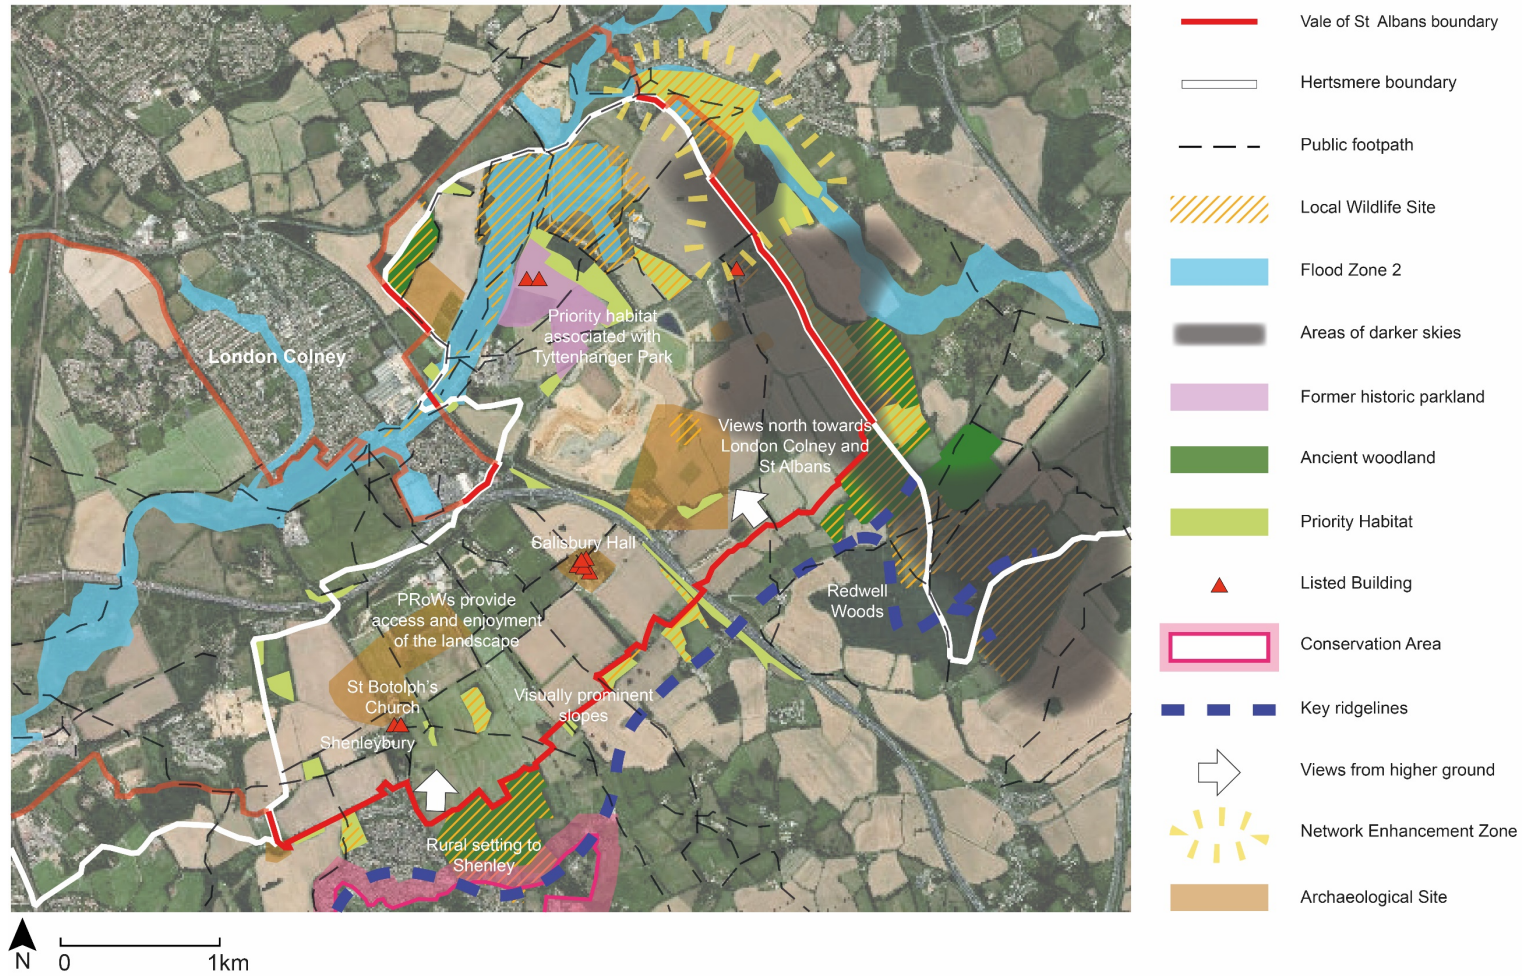 London Colney
Priority habitat
associated with
Tyttenhanger Park
Views north towards
London Colney and
St Albans
Salisbury Hall
PRoWs provide
access and enjoyment
of the landscape
Redwell
Woods
St Botolph's
Church
Shenleybury
Visually prominent
slopes
Rural setting to
Shenley
N
0
1km
Vale of St Albans boundary
Hertsmere boundary
Public footpath
Local Wildlife Site
Flood Zone 2
Areas of darker skies
Former historic parkland
Ancient woodland
Priority Habitat
Listed Building
Conservation Area
Key ridgelines
Views from higher ground
Network Enhancement Zone
Archaeological Site